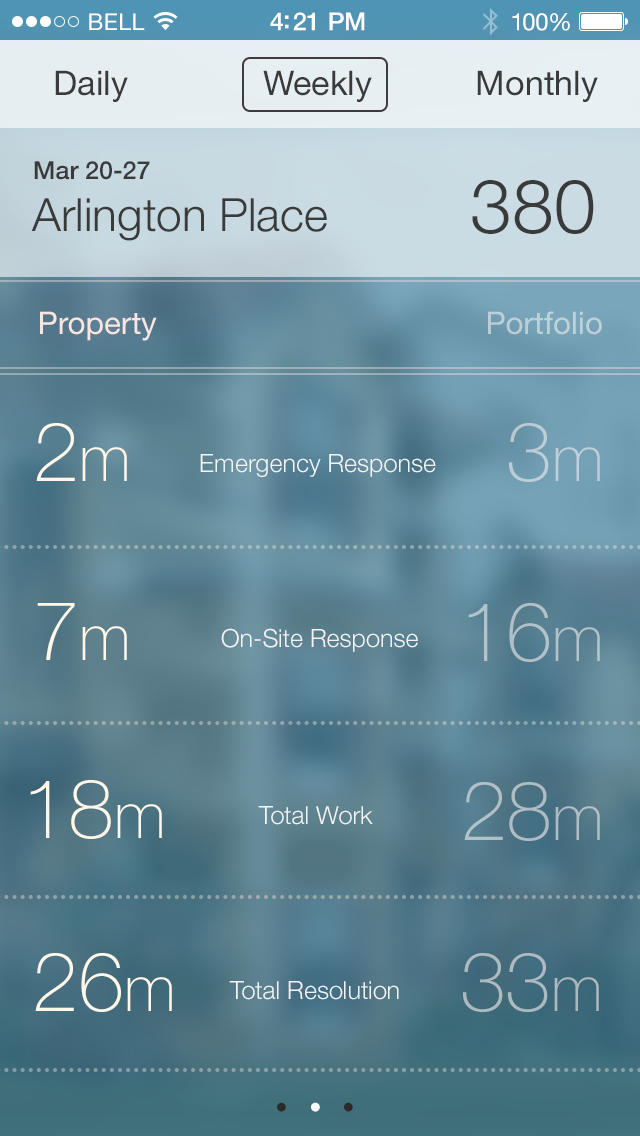 BELL 4:21 PM 100%
Daily Weekly Monthly
Mar 20-27
Arlington Place 380
Property Portfolio
2m Emergency Response 3m
7m On-Site Response 16m
18m Total Work 28m
26m Total Resolution 33m